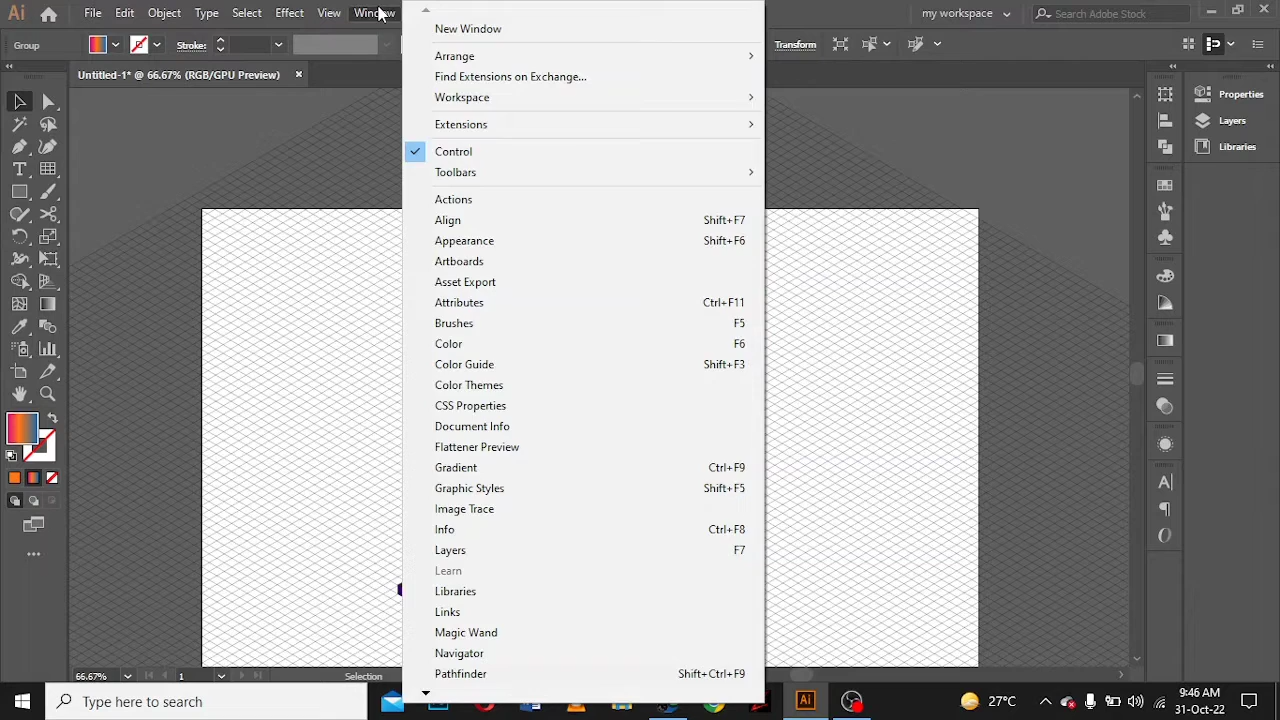 Ai File Edit Object Type Select Effect View Window my workspace Search Adobe Stock
Group Stroke: Transform
Untitled-1* @ 66.67% (RGB/GPU Preview)
New Window
Arrange
Find Extensions on Exchange...
Workspace
Extensions
Control
Toolbars
Actions
Align Shift+F7
Appearance Shift+F6
Artboards
Asset Export
Attributes Ctrl+F11
Brushes F5
Color F6
Color Guide Shift+F3
Color Themes
CSS Properties
Document Info
Flattener Preview
Gradient Ctrl+F9
Graphic Styles Shift+F5
Image Trace
Info Ctrl+F8
Layers F7
Learn
Libraries
Links
Magic Wand
Navigator
Pathfinder Shift+Ctrl+F9
Properties
Layers
Libraries
66.67% 1 Selection
Type here to search
Ai
3:46 AM
31-Oct-22